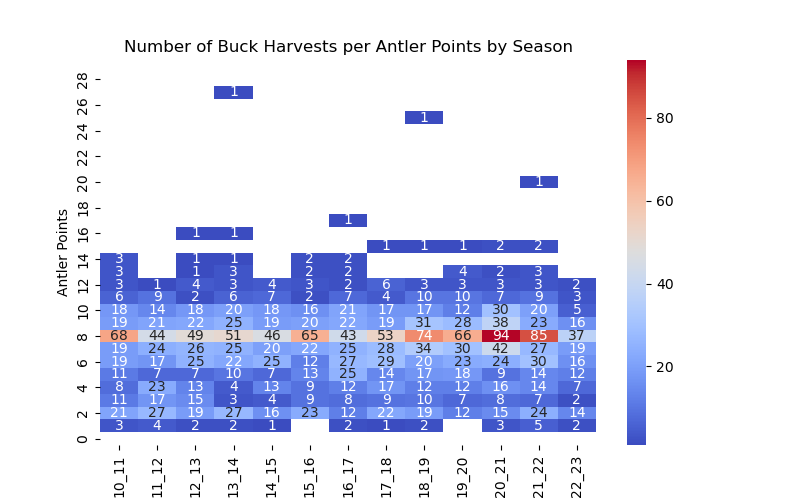 Number of Buck Harvests per Antler Points by Season
Antler Points
28
1
26
1
24
22
20 1
18
1
16 1 1
1 1 1 2 2
14 3 1 1 2 2
3 1 3 2 2 4 2 3
12 3 1 4 3 4 3 2 6 3 3 3 3 2
6 9 2 6 7 2 7 4 10 10 7 9 3
10 18 14 18 20 18 16 21 17 17 12 30 20 5
19 21 22 25 19 20 22 19 31 28 38 23 16
8 68 44 49 51 46 65 43 53 74 66 94 85 37
19 24 26 25 20 22 25 28 34 30 42 27 19
6 19 17 25 22 25 12 27 29 20 23 24 30 16
11 7 7 10 7 13 25 14 17 18 9 14 12
4 8 23 13 4 13 9 12 17 12 12 16 14 7
11 17 15 3 4 9 8 9 10 7 8 7 2
2 21 27 19 27 16 23 12 22 19 12 15 24 14
3 4 2 2 1 2 1 2 3 5 2
0
10_11 11_12 12_13 13_14 14_15 15_16 16_17 17_18 18_19 19_20 20_21 21_22 22_23
80
60
40
20